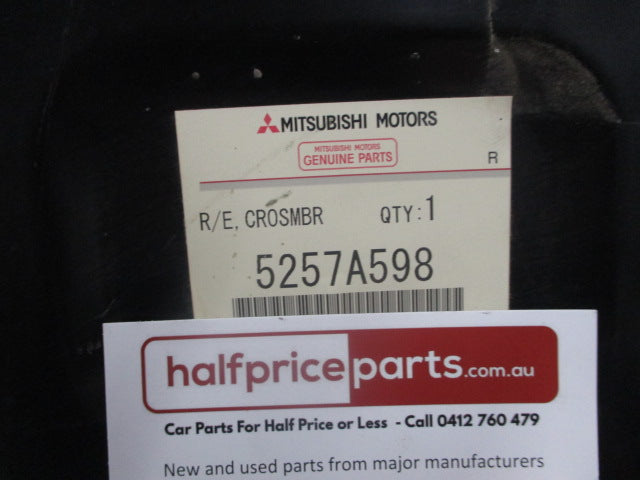 MITSUBISHI MOTORS
MITSUBISHI MOTORS
GENUINE PARTS
R
R/E, CROSMBR QTY:1
5257A598
halfpriceparts.com.au
Car Parts For Half Price or Less - Call 0412 760 479
New and used parts from major manufacturers